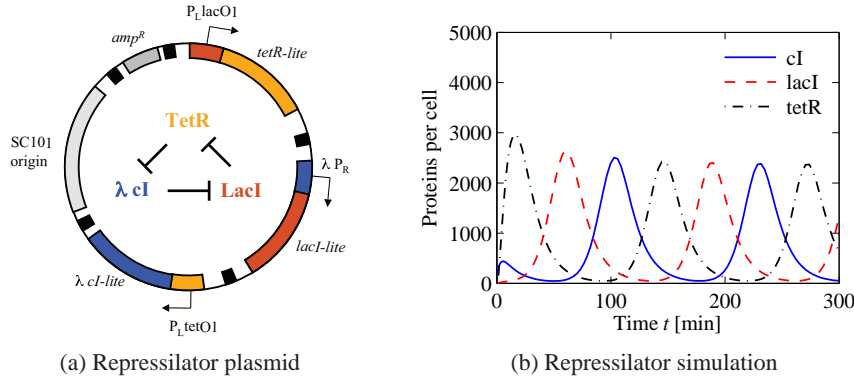 P_L lacO1
amp^R
tetR-lite
SC101
origin
TetR
λ cI
LacI
λ P_R
lacI-lite
λ cI-lite
P_L tetO1
(a) Repressilator plasmid
5000
4000
3000
2000
1000
0
Proteins per cell
cI
lacI
tetR
0
100
200
300
Time t [min]
(b) Repressilator simulation